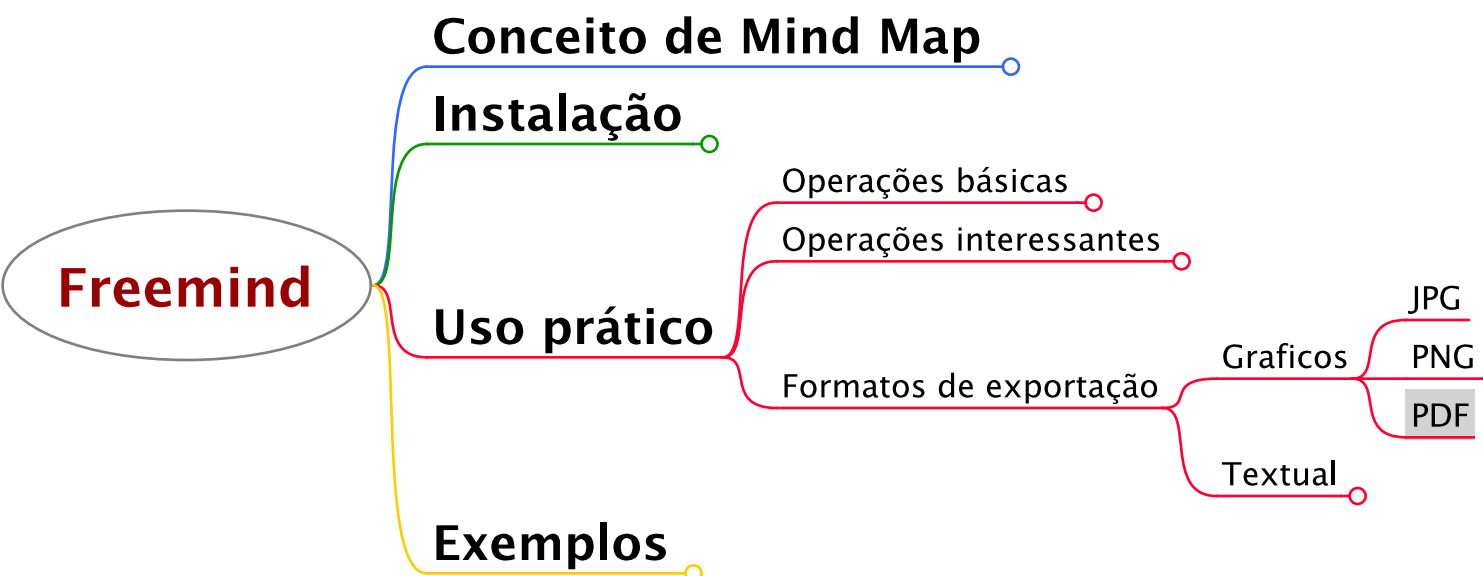 Conceito de Mind Map
Instalação
Operações básicas
Operações interessantes
Freemind
Uso prático
JPG
Graficos
PNG
Formatos de exportação
PDF
Textual
Exemplos